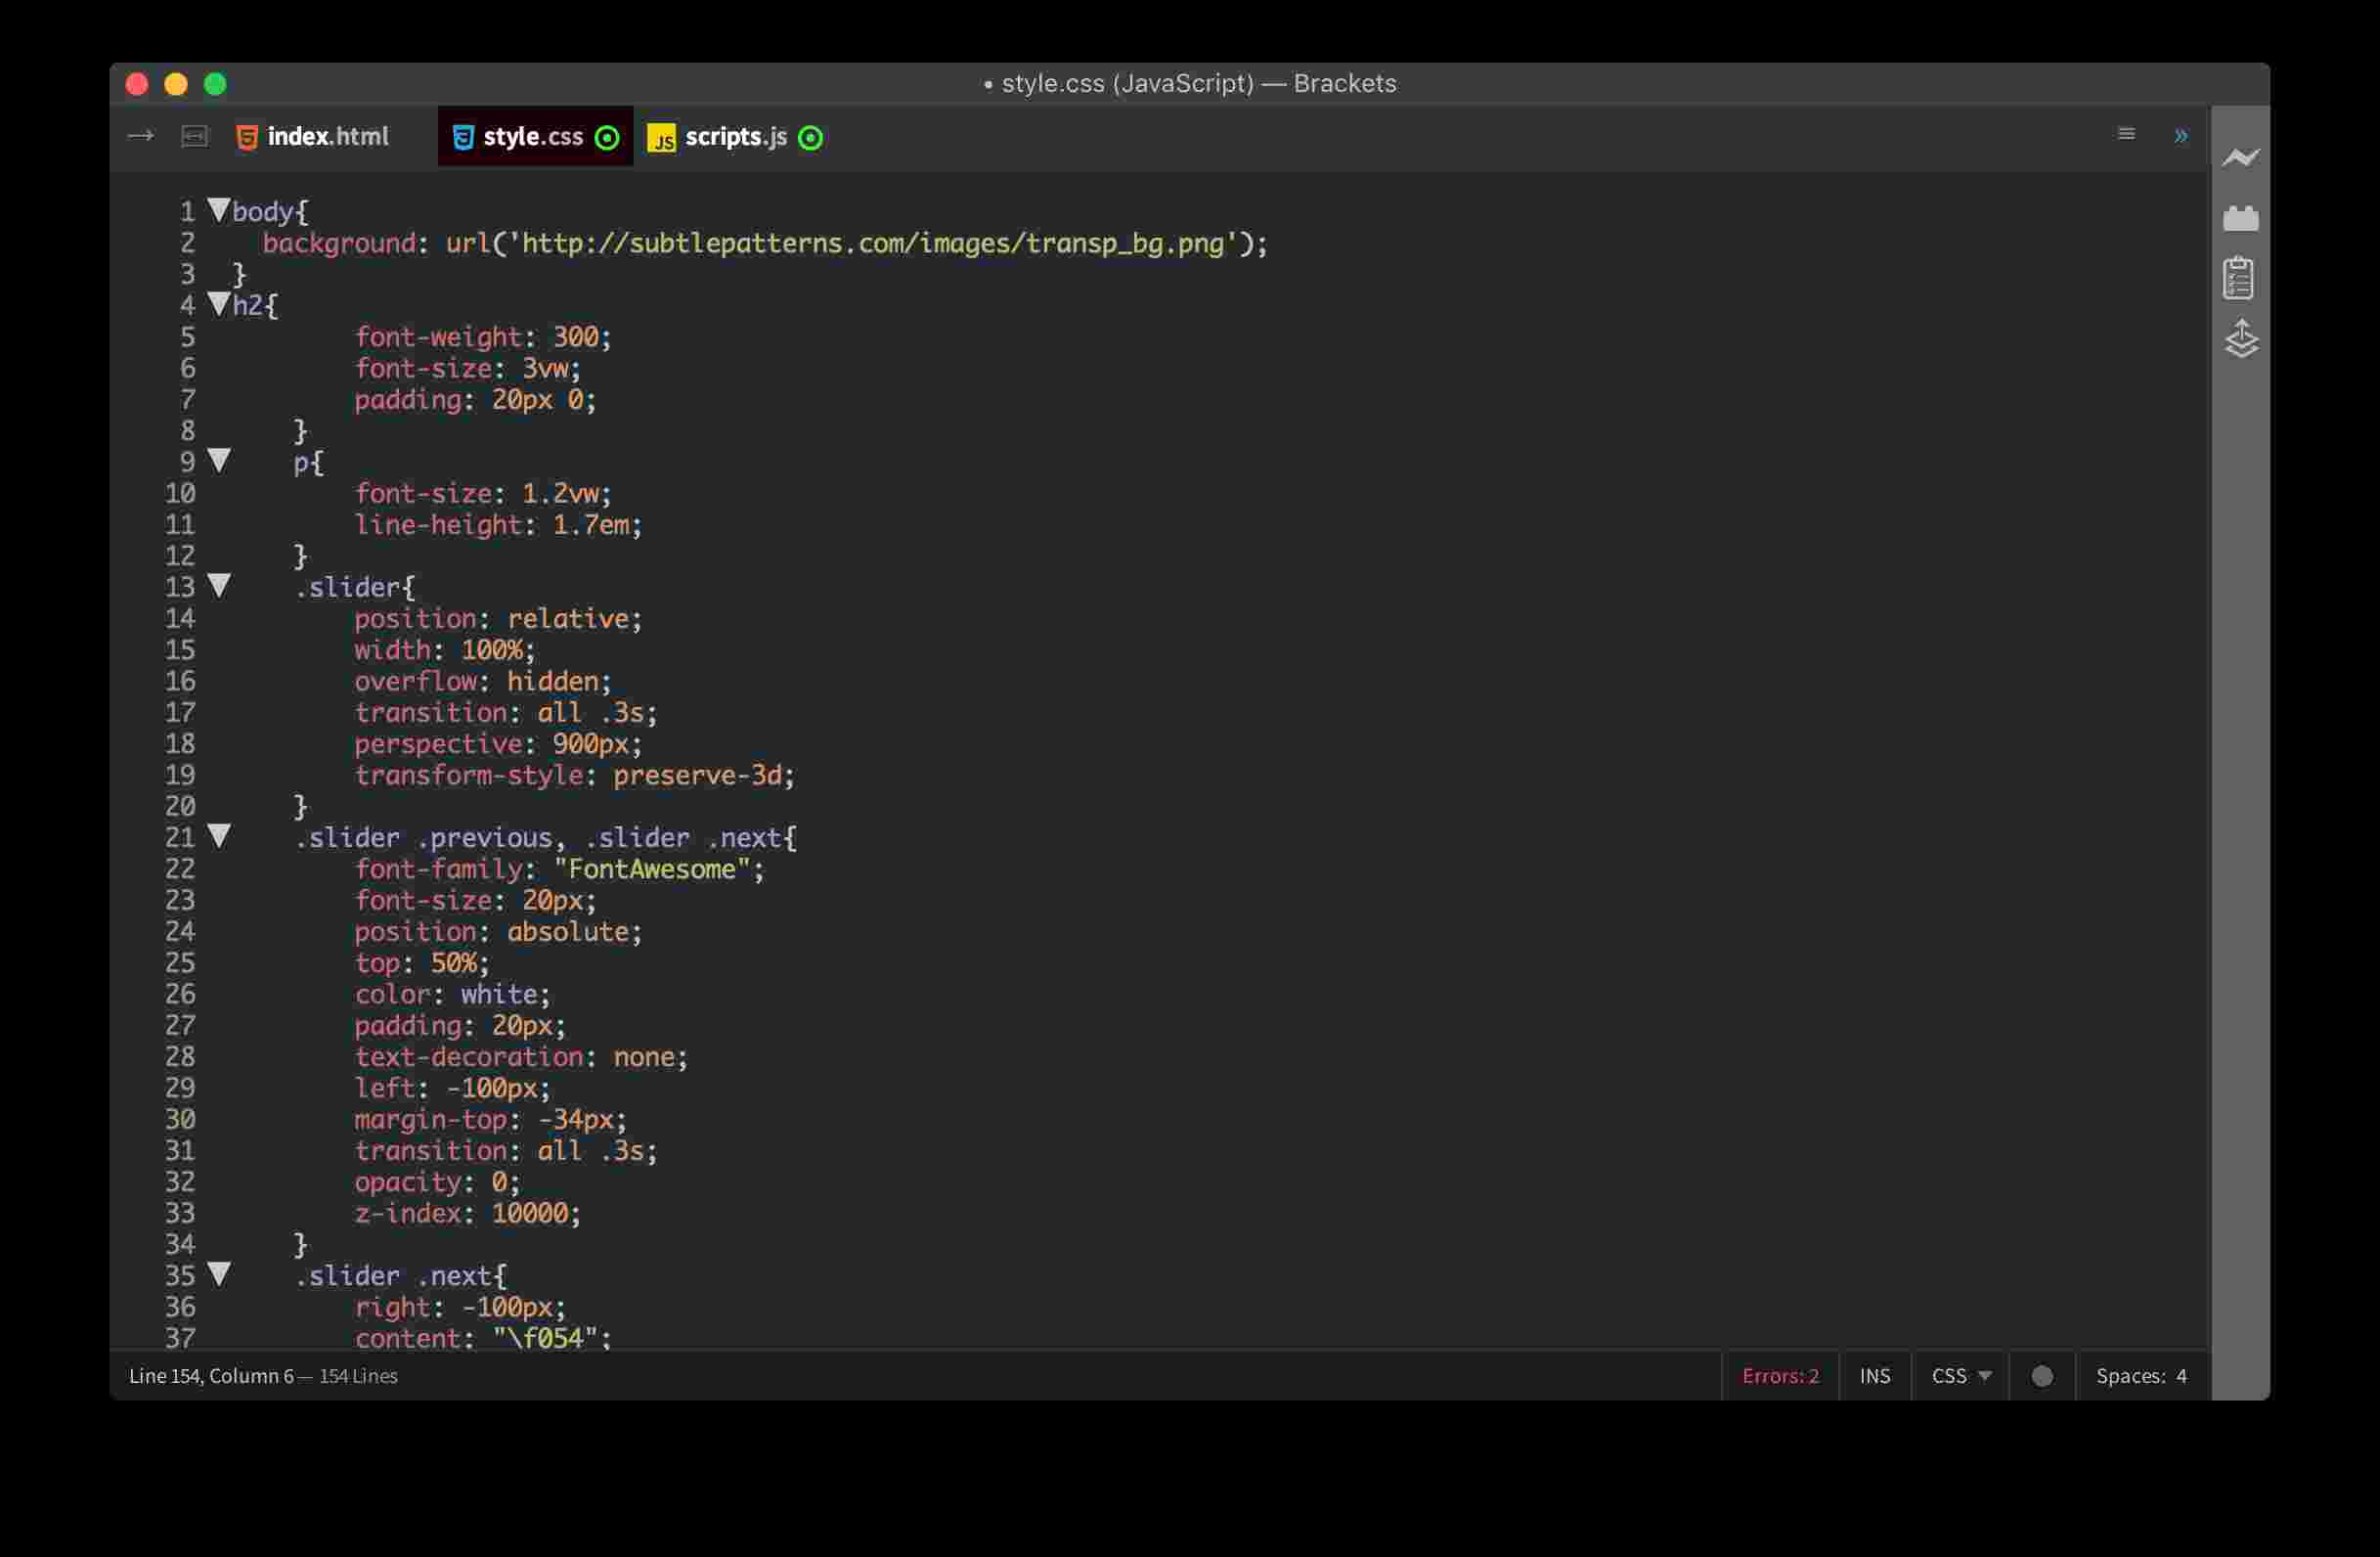 • style.css (JavaScript) — Brackets
index.html style.css JS scripts.js
1 body{
2 background: url('http://subtlepatterns.com/images/transp_bg.png');
3 }
4 h2{
5 font-weight: 300;
6 font-size: 3vw;
7 padding: 20px 0;
8 }
9 p{
10 font-size: 1.2vw;
11 line-height: 1.7em;
12 }
13 .slider{
14 position: relative;
15 width: 100%;
16 overflow: hidden;
17 transition: all .3s;
18 perspective: 900px;
19 transform-style: preserve-3d;
20 }
21 .slider .previous, .slider .next{
22 font-family: "FontAwesome";
23 font-size: 20px;
24 position: absolute;
25 top: 50%;
26 color: white;
27 padding: 20px;
28 text-decoration: none;
29 left: -100px;
30 margin-top: -34px;
31 transition: all .3s;
32 opacity: 0;
33 z-index: 10000;
34 }
35 .slider .next{
36 right: -100px;
37 content: "\f054";
Line 154, Column 6 — 154 Lines Errors: 2 INS CSS Spaces: 4